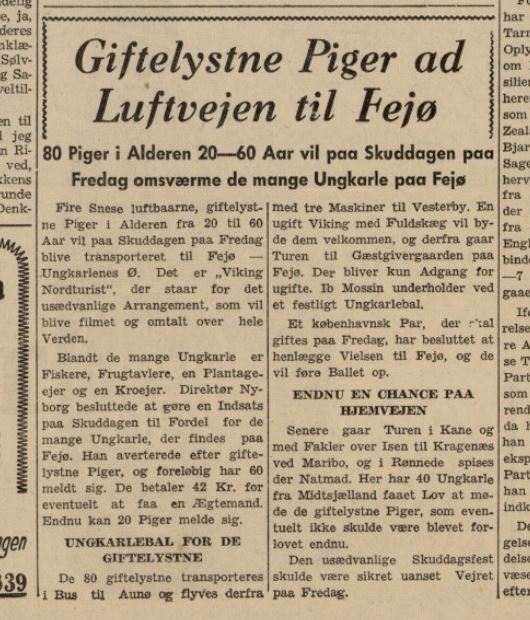 Giftelystne Piger ad
Luftvejen til Fejø
80 Piger i Alderen 20—60 Aar vil paa Skuddagen paa
Fredag omsværme de mange Ungkarle paa Fejø
Fire Snese luftbaarne, giftelyst-
ne Piger i Alderen fra 20 til 60
Aar vil paa Skuddagen paa Fredag
blive transporteret til Fejø —
Ungkarlenes Ø. Det er „Viking
Nordturist", der staar for det
usædvanlige Arrangement, som vil
blive filmet og omtalt over hele
Verden.
Blandt de mange Ungkarle er
Fiskere, Frugtavlere, en Plantage-
ejer og en Kroejer. Direktør Ny-
borg besluttede at gøre en Indsats
paa Skuddagen til Fordel for de
mange Ungkarle, der findes paa
Fejø. Han averterede efter gifte-
lystne Piger, og foreløbig har 60
meldt sig. De betaler 42 Kr. for
eventuelt at faa en Ægtemand.
Endnu kan 20 Piger melde sig.
UNGKARLEBAL FOR DE
GIFTELYSTNE
De 80 giftelystne transporteres
i Bus til Aunø og flyves derfra
med tre Maskiner til Vesterby. En
ugift Viking med Fuldskæg vil by-
de dem velkommen, og derfra gaar
Turen til Gæstgivergaarden paa
Fejø. Der bliver kun Adgang for
ugifte. Ib Mossin underholder ved
et festligt Ungkarlebal.
Et københavnsk Par, der skal
giftes paa Fredag, har besluttet at
henlægge Vielsen til Fejø, og de
vil føre Ballet op.
ENDNU EN CHANCE PAA
HJEMVEJEN
Senere gaar Turen i Kane og
med Fakler over Isen til Kragenæs
ved Maribo, og i Rønnede spises
der Natmad. Her har 40 Ungkarle
fra Midtsjælland faaet Lov at mø-
de de giftelystne Piger, som even-
tuelt ikke skulde være blevet for-
lovet endnu.
Den usædvanlige Skuddagsfest
skulde være sikret uanset Vejret
paa Fredag.